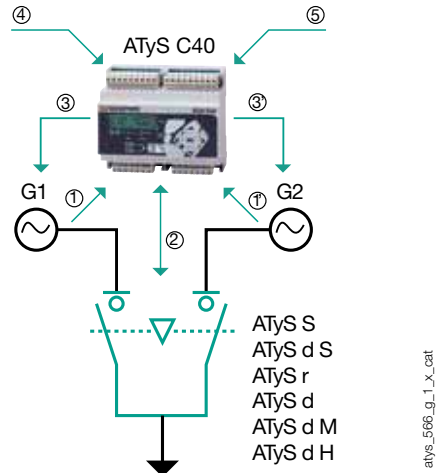 ④ ⑤
ATyS C40
③ ③'
G1 G2
① ①'
②
ATyS S
ATyS d S
ATyS r
ATyS d
ATyS d M
ATyS d H
atys_566_g_1_x_cat